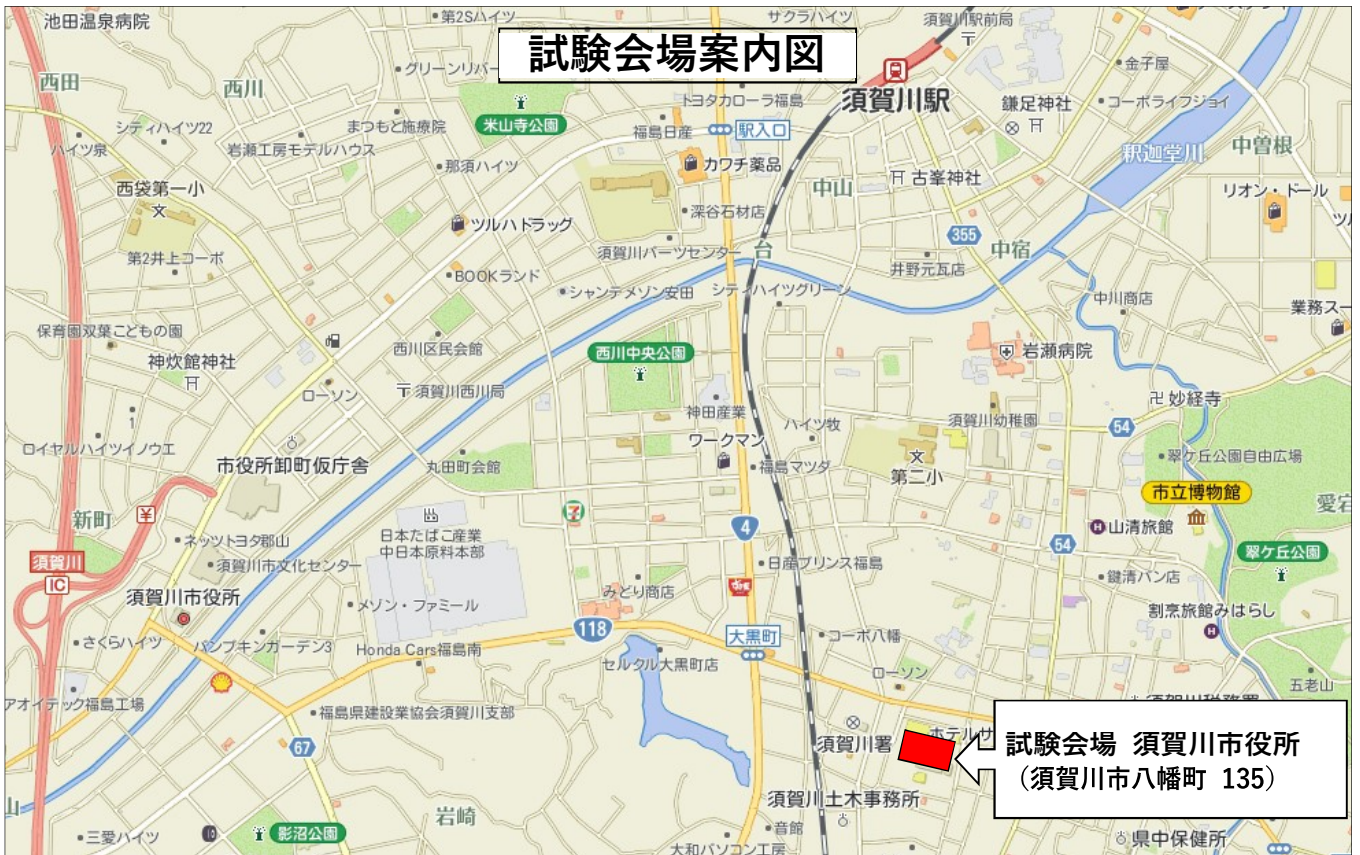 池田温泉病院
第2Sハイツ
サクラハイツ
須賀川駅前局
試験会場案内図
グリーンリバー
西田
西川
金子屋
須賀川駅
トヨタカローラ福島
鎌足神社
コーポライフジョイ
米山寺公園
シティハイツ22
まつもと施療院
福島日産
駅入口
ハイツ泉
岩瀬工房モデルハウス
釈迦堂川
中曽根
那須ハイツ
カワチ薬品
西袋第一小
中山
古峯神社
リオン・ドール
深谷石材店
ツルハドラッグ
355
須賀川パーツセンター
台
中宿
第2井上コーポ
井野元瓦店
BOOKランド
シャンテメゾン安田
シティハイツグリーン
中川商店
業務スー
保育園双葉こどもの園
西川区民会館
西川中央公園
岩瀬病院
神炊館神社
須賀川西川局
ローソン
神田産業
妙経寺
1
ハイツ牧
須賀川幼稚園
54
ロイヤルハイツイノウエ
ワークマン
市役所卸町仮庁舎
丸田町会館
福島マツダ
第二小
翠ケ丘公園自由広場
市立博物館
愛宕
新町
¥
日本たばこ産業
中日本原料本部
4
山清旅館
ネッツトヨタ郡山
54
翠ケ丘公園
須賀川
IC
須賀川市文化センター
日産プリンス福島
鍵清パン店
須賀川市役所
メゾン・ファミール
みどり商店
割烹旅館みはらし
118
大黒町
コーポ八幡
さくらハイツ
パンプキンガーデン3
Honda Cars福島南
セルタル大黒町店
ローソン
五老山
アオイテック福島工場
福島県建設業協会須賀川支部
67
須賀川署
ホテルサ
試験会場 須賀川市役所
(須賀川市八幡町 135)
須賀川土木事務所
山
岩崎
三愛ハイツ
影沼公園
音館
大和パソコン工房
県中保健所